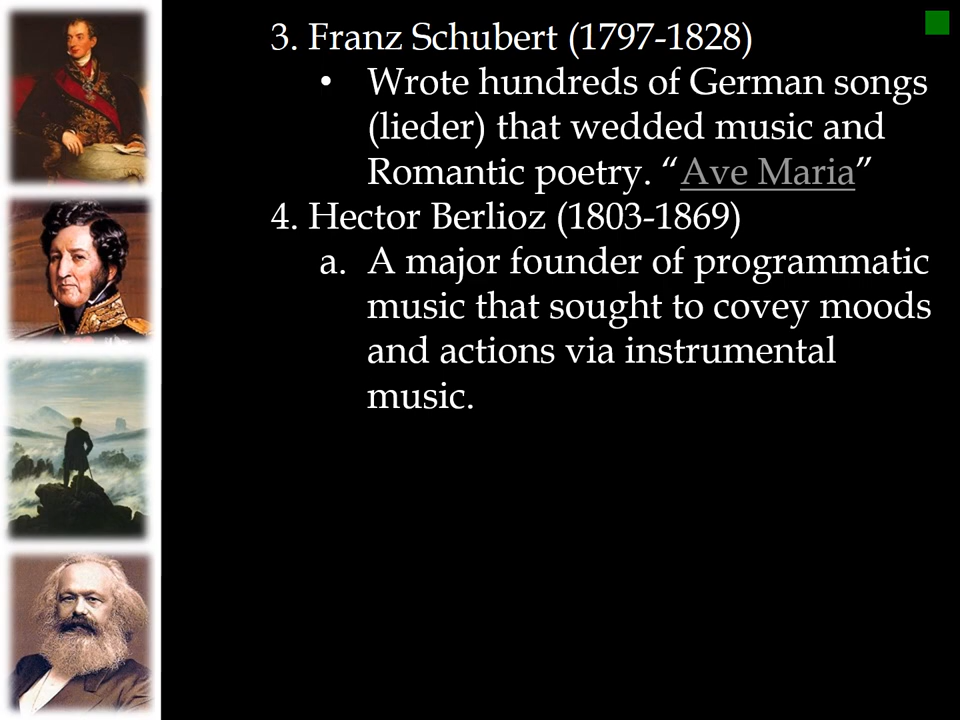 3. Franz Schubert (1797-1828)
• Wrote hundreds of German songs
(lieder) that wedded music and
Romantic poetry. “Ave Maria”
4. Hector Berlioz (1803-1869)
a. A major founder of programmatic
music that sought to covey moods
and actions via instrumental
music.